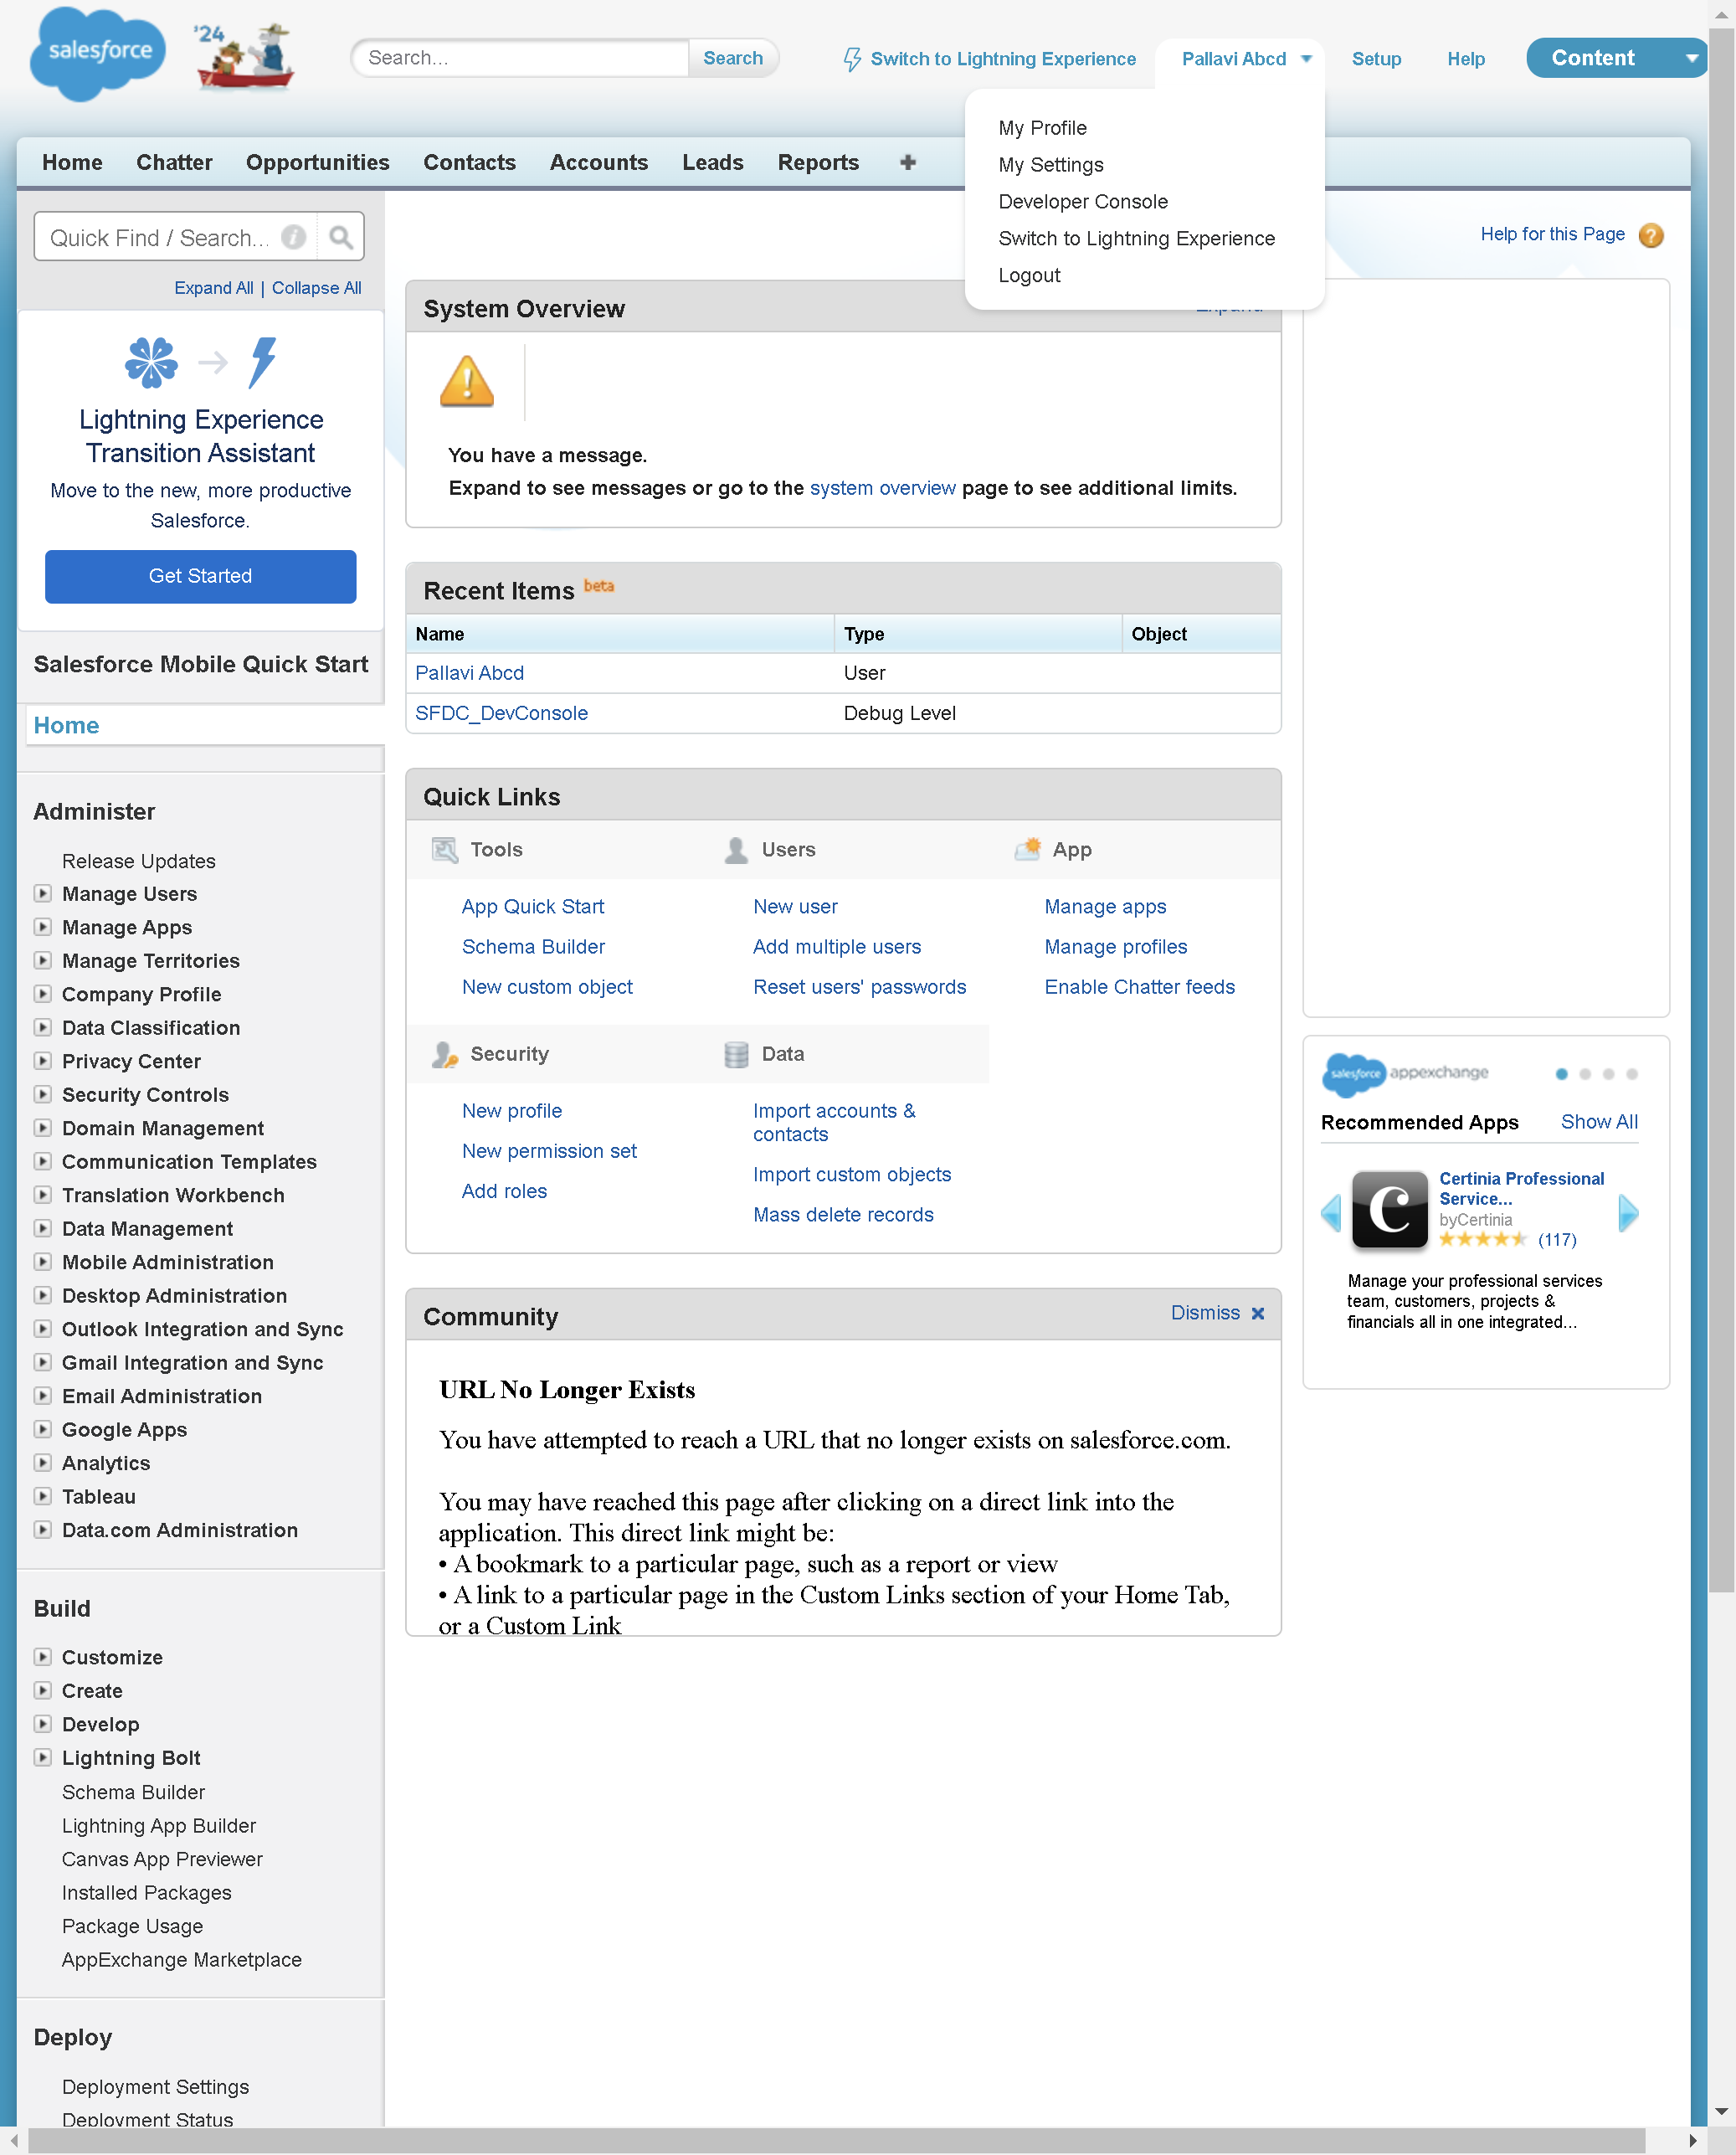 salesforce
'24
Search...
Search
Switch to Lightning Experience
Pallavi Abcd
Setup
Help
Content
My Profile
My Settings
Developer Console
Switch to Lightning Experience
Logout
Home
Chatter
Opportunities
Contacts
Accounts
Leads
Reports
Quick Find / Search...
Expand All | Collapse All
Help for this Page
Lightning Experience
Transition Assistant
Move to the new, more productive
Salesforce.
Get Started
Salesforce Mobile Quick Start
Home
Administer
Release Updates
Manage Users
Manage Apps
Manage Territories
Company Profile
Data Classification
Privacy Center
Security Controls
Domain Management
Communication Templates
Translation Workbench
Data Management
Mobile Administration
Desktop Administration
Outlook Integration and Sync
Gmail Integration and Sync
Email Administration
Google Apps
Analytics
Tableau
Data.com Administration
Build
Customize
Create
Develop
Lightning Bolt
Schema Builder
Lightning App Builder
Canvas App Previewer
Installed Packages
Package Usage
AppExchange Marketplace
Deploy
Deployment Settings
Deployment Status
System Overview
You have a message.
Expand to see messages or go to the system overview page to see additional limits.
Recent Items beta
Name Type Object
Pallavi Abcd User
SFDC_DevConsole Debug Level
Quick Links
Tools
App Quick Start
Schema Builder
New custom object
Users
New user
Add multiple users
Reset users' passwords
App
Manage apps
Manage profiles
Enable Chatter feeds
Security
New profile
New permission set
Add roles
Data
Import accounts &
contacts
Import custom objects
Mass delete records
Community
Dismiss
URL No Longer Exists
You have attempted to reach a URL that no longer exists on salesforce.com.
You may have reached this page after clicking on a direct link into the
application. This direct link might be:
• A bookmark to a particular page, such as a report or view
• A link to a particular page in the Custom Links section of your Home Tab,
or a Custom Link
salesforce appexchange
Recommended Apps
Show All
Certinia Professional
Service...
byCertinia
(117)
Manage your professional services
team, customers, projects &
financials all in one integrated...